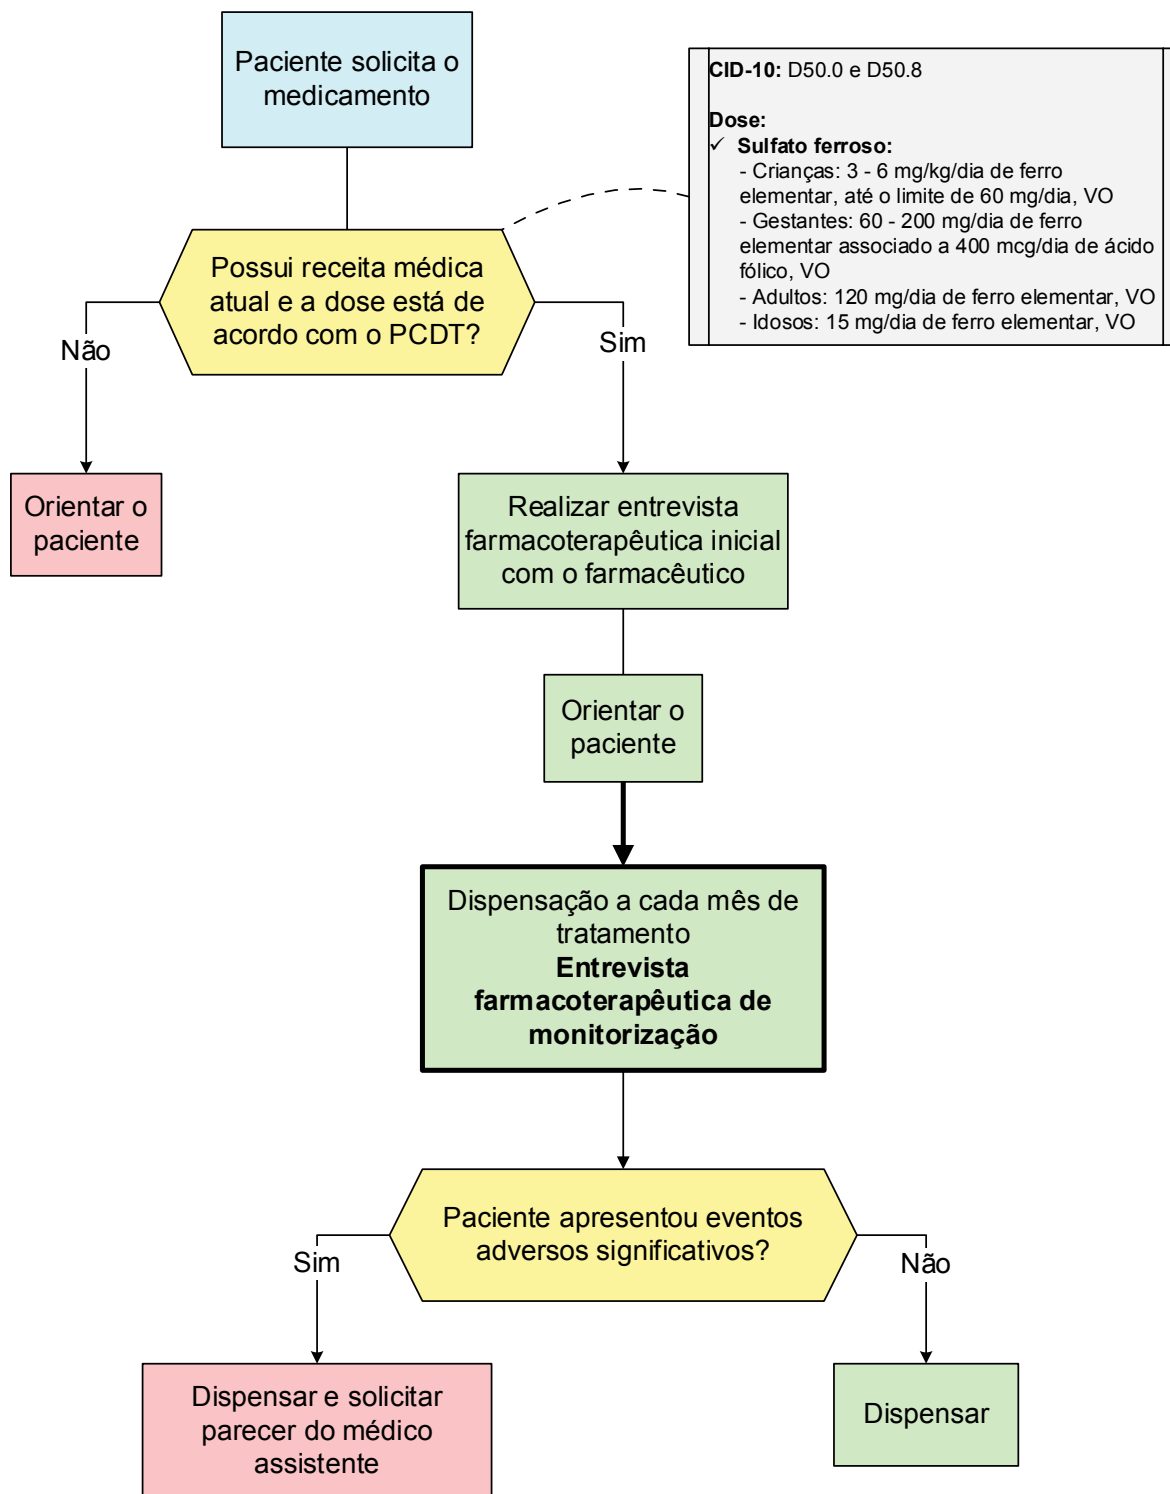 Paciente solicita o
medicamento
CID-10: D50.0 e D50.8
Dose:
✓ Sulfato ferroso:
- Crianças: 3 - 6 mg/kg/dia de ferro
elementar, até o limite de 60 mg/dia, VO
- Gestantes: 60 - 200 mg/dia de ferro
elementar associado a 400 mcg/dia de ácido
fólico, VO
- Adultos: 120 mg/dia de ferro elementar, VO
- Idosos: 15 mg/dia de ferro elementar, VO
Possui receita médica
atual e a dose está de
acordo com o PCDT?
Não
Sim
Orientar o
paciente
Realizar entrevista
farmacoterapêutica inicial
com o farmacêutico
Orientar o
paciente
Dispensação a cada mês de
tratamento
Entrevista
farmacoterapêutica de
monitorização
Paciente apresentou eventos
adversos significativos?
Sim
Não
Dispensar e solicitar
parecer do médico
assistente
Dispensar